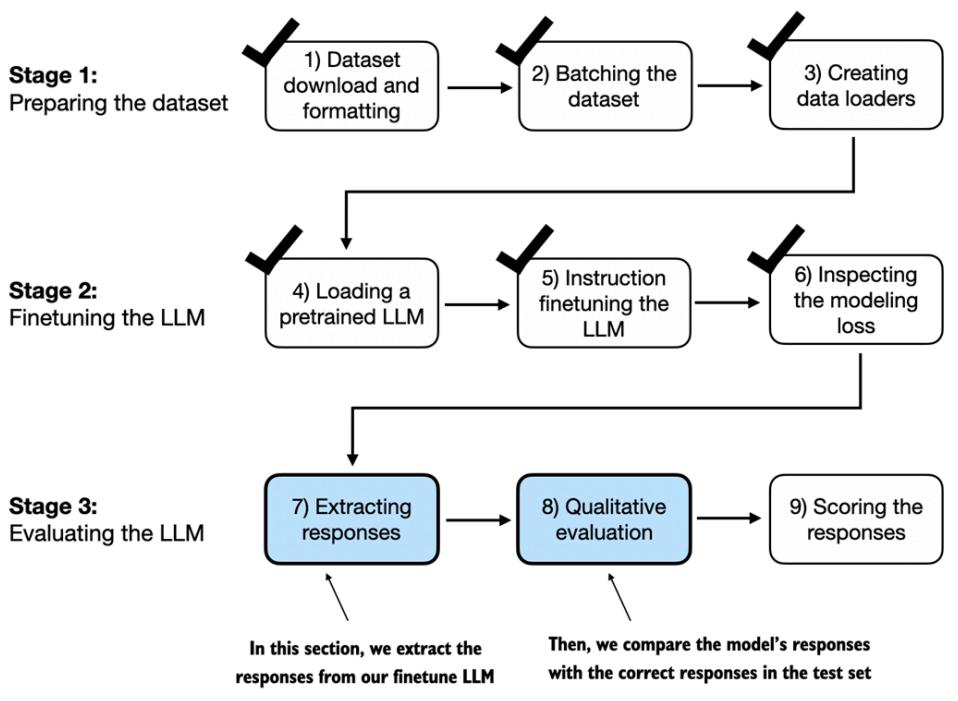 Stage 1:
Preparing the dataset
1) Dataset
download and
formatting
2) Batching the
dataset
3) Creating
data loaders
Stage 2:
Finetuning the LLM
4) Loading a
pretrained LLM
5) Instruction
finetuning the
LLM
6) Inspecting
the modeling
loss
Stage 3:
Evaluating the LLM
7) Extracting
responses
8) Qualitative
evaluation
9) Scoring the
responses
In this section, we extract the
responses from our finetune LLM
Then, we compare the model's responses
with the correct responses in the test set